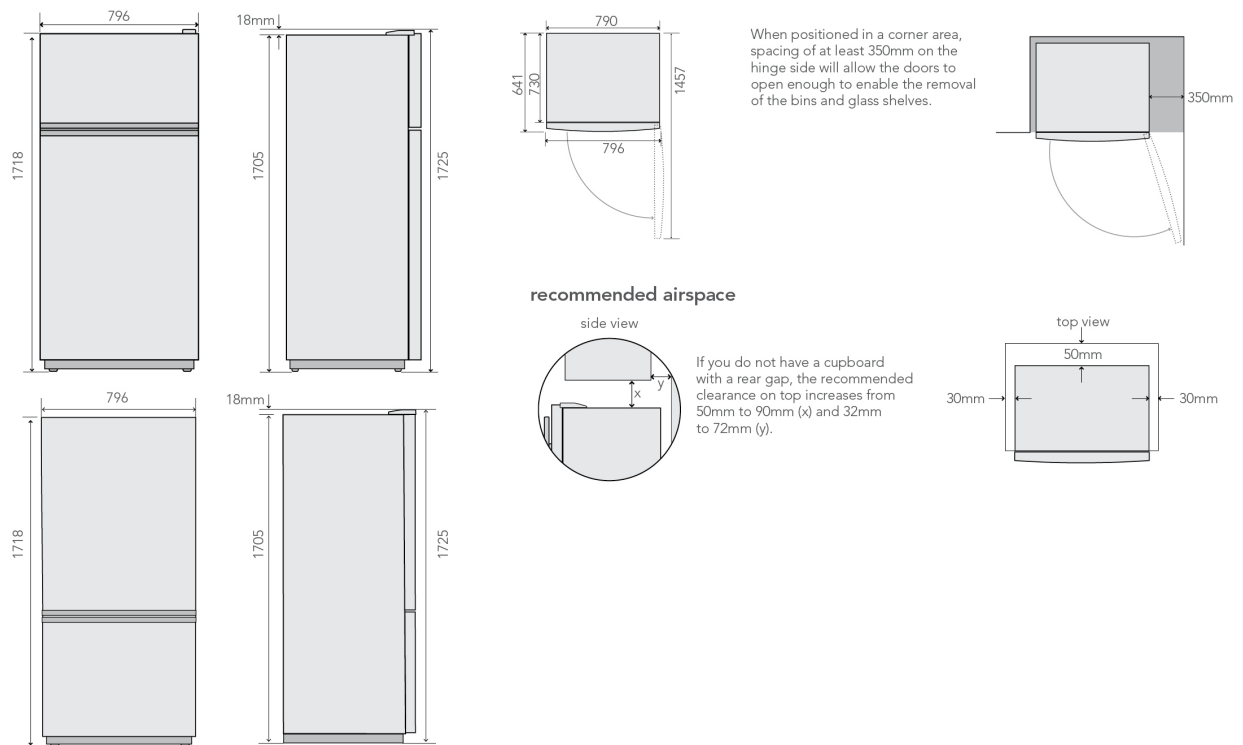 796
18mm
1718
1705
1725
790
641
730
1457
796
When positioned in a corner area,
spacing of at least 350mm on the
hinge side will allow the doors to
open enough to enable the removal
of the bins and glass shelves.
350mm
recommended airspace
side view
x
y
If you do not have a cupboard
with a rear gap, the recommended
clearance on top increases from
50mm to 90mm (x) and 32mm
to 72mm (y).
top view
50mm
30mm
30mm
796
18mm
1718
1705
1725